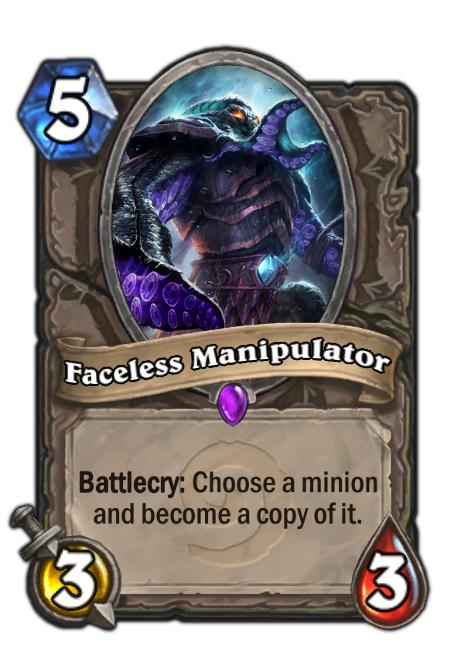 5
Faceless Manipulator
Battlecry: Choose a minion
and become a copy of it.
3
3